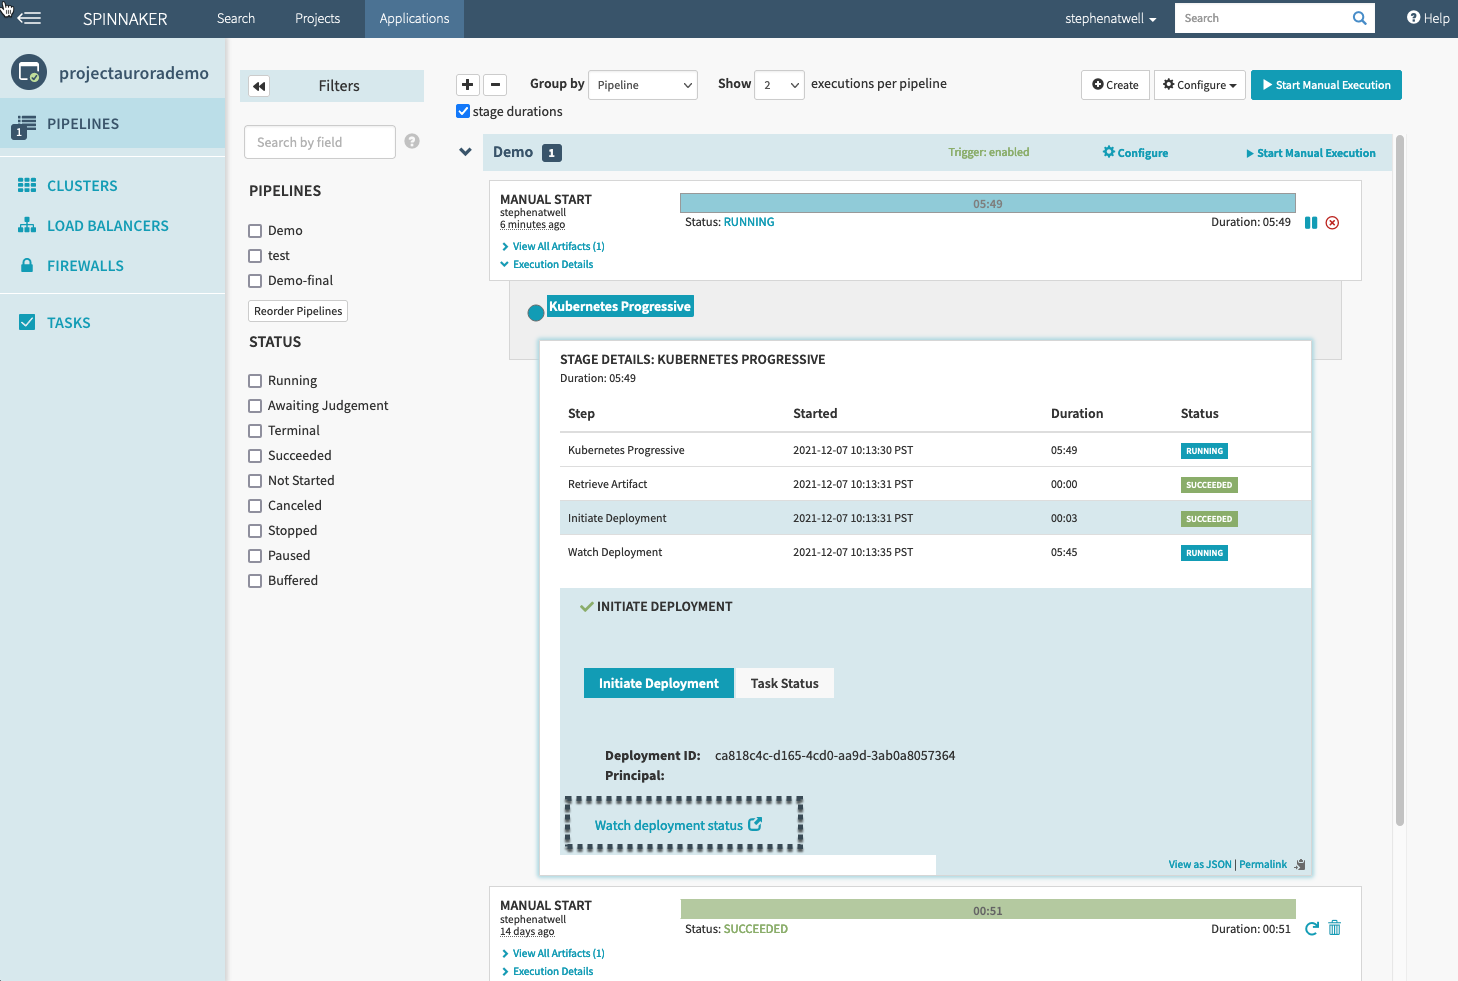 SPINNAKER
Search
Projects
Applications
stephenatwell
Search
Help
projectaurorademo
PIPELINES
1
CLUSTERS
LOAD BALANCERS
FIREWALLS
TASKS
Filters
Search by field
?
PIPELINES
Demo
test
Demo-final
Reorder Pipelines
STATUS
Running
Awaiting Judgement
Terminal
Succeeded
Not Started
Canceled
Stopped
Paused
Buffered
Group by
Pipeline
Show
2
executions per pipeline
Create
Configure
Start Manual Execution
stage durations
Demo 1
Trigger: enabled
Configure
Start Manual Execution
MANUAL START
stephenatwell
6 minutes ago
05:49
Status: RUNNING
Duration: 05:49
View All Artifacts (1)
Execution Details
Kubernetes Progressive
STAGE DETAILS: KUBERNETES PROGRESSIVE
Duration: 05:49
Step Started Duration Status
Kubernetes Progressive 2021-12-07 10:13:30 PST 05:49 RUNNING
Retrieve Artifact 2021-12-07 10:13:31 PST 00:00 SUCCEEDED
Initiate Deployment 2021-12-07 10:13:31 PST 00:03 SUCCEEDED
Watch Deployment 2021-12-07 10:13:35 PST 05:45 RUNNING
INITIATE DEPLOYMENT
Initiate Deployment
Task Status
Deployment ID: ca818c4c-d165-4cd0-aa9d-3ab0a8057364
Principal:
Watch deployment status
View as JSON | Permalink
MANUAL START
stephenatwell
14 days ago
00:51
Status: SUCCEEDED
Duration: 00:51
View All Artifacts (1)
Execution Details